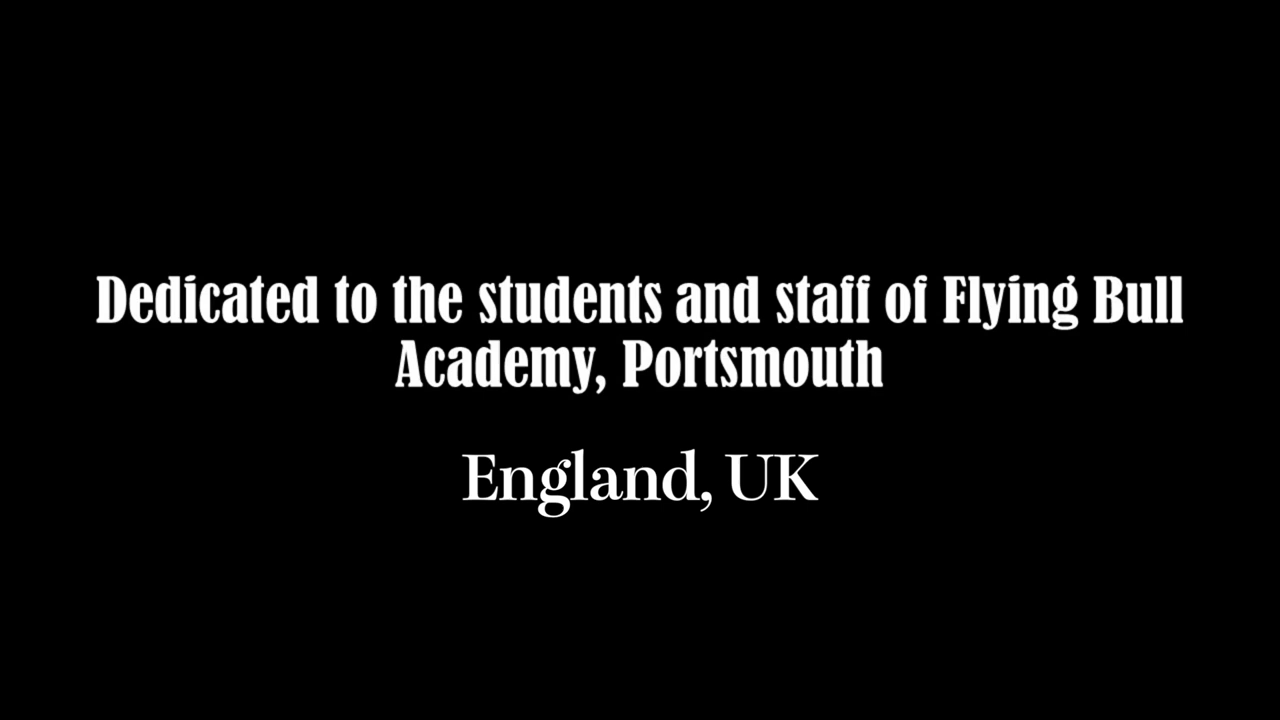 Dedicated to the students and staff of Flying Bull
Academy, Portsmouth
England, UK